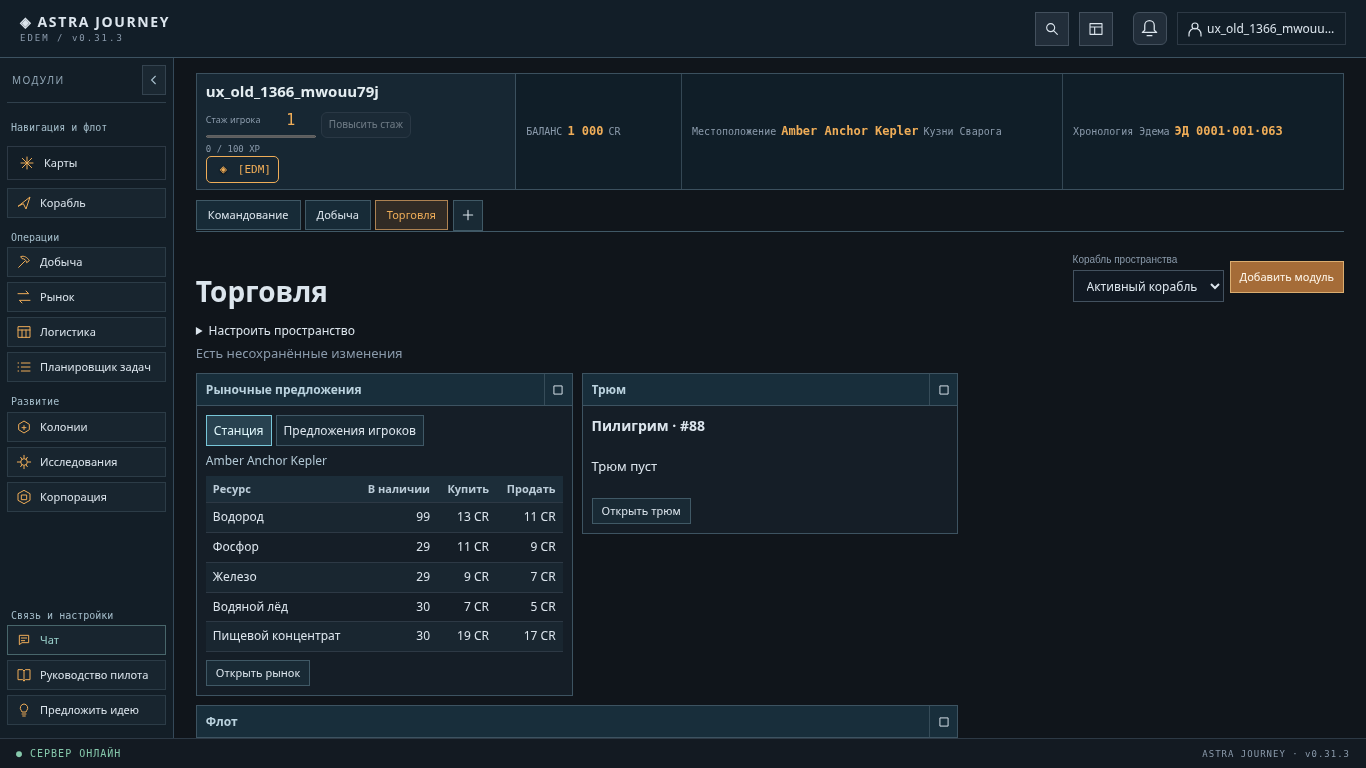 ◈ ASTRA JOURNEY
EDEM / v0.31.3
ux_old_1366_mwouu...
МОДУЛИ
Навигация и флот
Карты
Корабль
Операции
Добыча
Рынок
Логистика
Планировщик задач
Развитие
Колонии
Исследования
Корпорация
Связь и настройки
Чат
Руководство пилота
Предложить идею
ux_old_1366_mwouu79j
Стаж игрока 1 Повысить стаж
0 / 100 XP
◈ [EDM]
БАЛАНС 1 000 CR
Местоположение Amber Anchor Kepler Кузни Сварога
Хронология Эдема ЭД 0001·001·063
Командование Добыча Торговля +
Торговля
Корабль пространства
Активный корабль
Добавить модуль
▶ Настроить пространство
Есть несохранённые изменения
Рыночные предложения
Станция Предложения игроков
Amber Anchor Kepler
Ресурс В наличии Купить Продать
Водород 99 13 CR 11 CR
Фосфор 29 11 CR 9 CR
Железо 29 9 CR 7 CR
Водяной лёд 30 7 CR 5 CR
Пищевой концентрат 30 19 CR 17 CR
Открыть рынок
Трюм
Пилигрим · #88
Трюм пуст
Открыть трюм
Флот
● СЕРВЕР ОНЛАЙН
ASTRA JOURNEY · v0.31.3